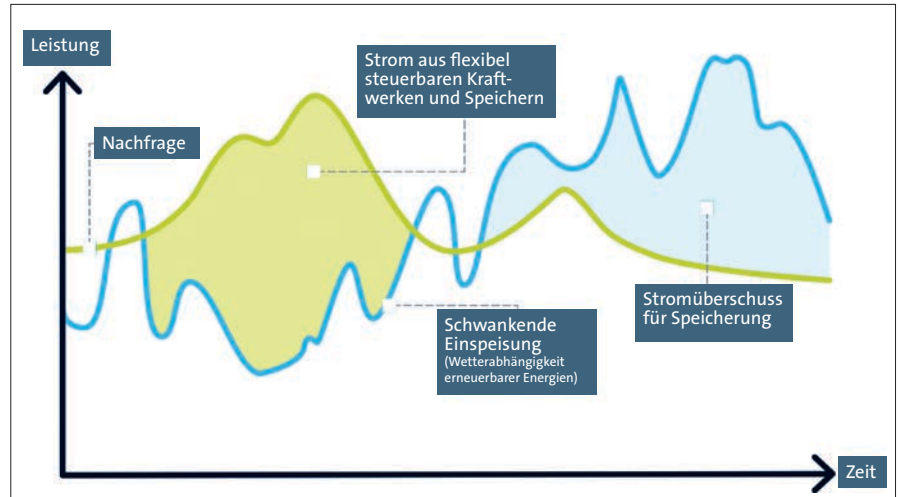 Leistung
Strom aus flexibel
steuerbaren Kraft-
werken und Speichern
Nachfrage
Schwankende
Einspeisung
(Wetterabhängigkeit
erneuerbarer Energien)
Stromüberschuss
für Speicherung
Zeit